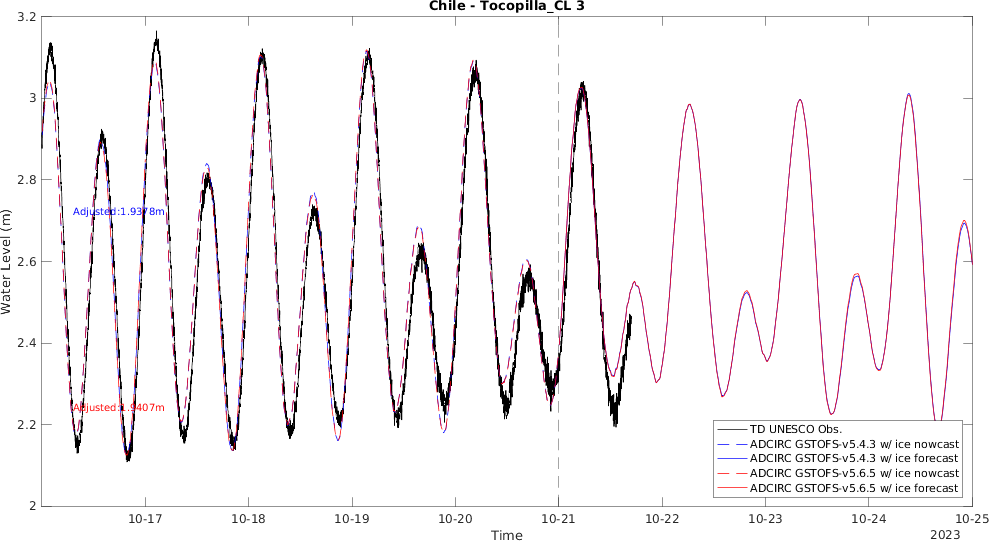 Chile - Tocopilla_CL 3
3.2
3
2.8
2.6
2.4
2.2
2
Water Level (m)
Adjusted:1.9378m
Adjusted:1.9407m
TD UNESCO Obs.
ADCIRC GSTOFS-v5.4.3 w/ ice nowcast
ADCIRC GSTOFS-v5.4.3 w/ ice forecast
ADCIRC GSTOFS-v5.6.5 w/ ice nowcast
ADCIRC GSTOFS-v5.6.5 w/ ice forecast
10-17 10-18 10-19 10-20 10-21 10-22 10-23 10-24 10-25
Time
2023